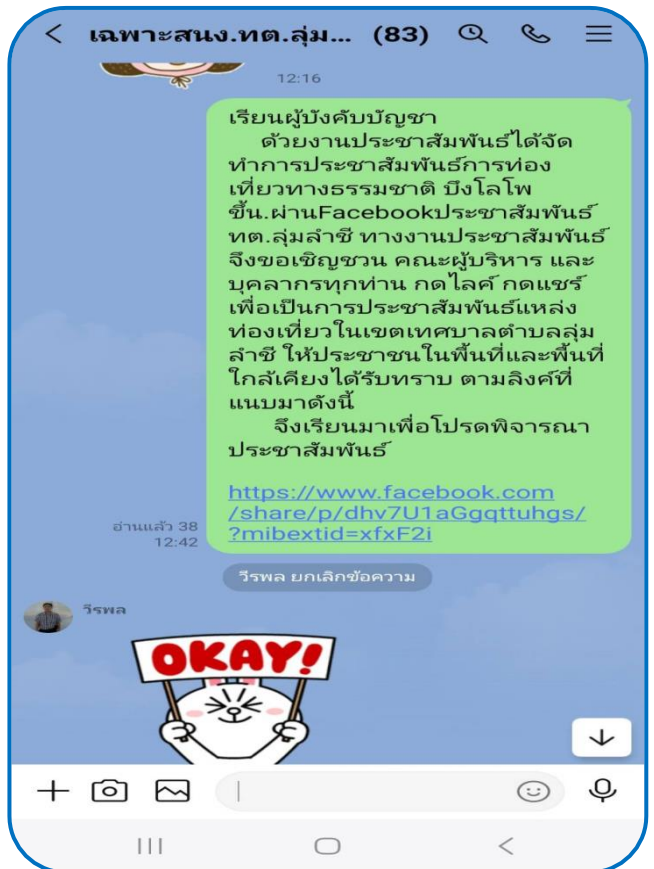 เฉพาะสนง.ทต.ลุ่ม... (83)
12:16
เรียนผู้บังคับบัญชา
ด้วยงานประชาสัมพันธ์ได้จัด
ทำการประชาสัมพันธ์การท่อง
เที่ยวทางธรรมชาติ บึงโลโพ
ขึ้น.ผ่านFacebookประชาสัมพันธ์
ทต.ลุ่มลำชี ทางงานประชาสัมพันธ์
จึงขอเชิญชวน คณะผู้บริหาร และ
บุคลากรทุกท่าน กดไลค์ กดแชร์
เพื่อเป็นการประชาสัมพันธ์แหล่ง
ท่องเที่ยวในเขตเทศบาลตำบลลุ่ม
ลำชี ให้ประชาชนในพื้นที่และพื้นที่
ใกล้เคียงได้รับทราบ ตามลิงค์ที่
แนบมาดังนี้
จึงเรียนมาเพื่อโปรดพิจารณา
ประชาสัมพันธ์
https://www.facebook.com
/share/p/dhv7U1aGgqttuhgs/
?mibextid=xfxF2i
อ่านแล้ว 38
12:42
วีรพล ยกเลิกข้อความ
วีรพล
OKAY!